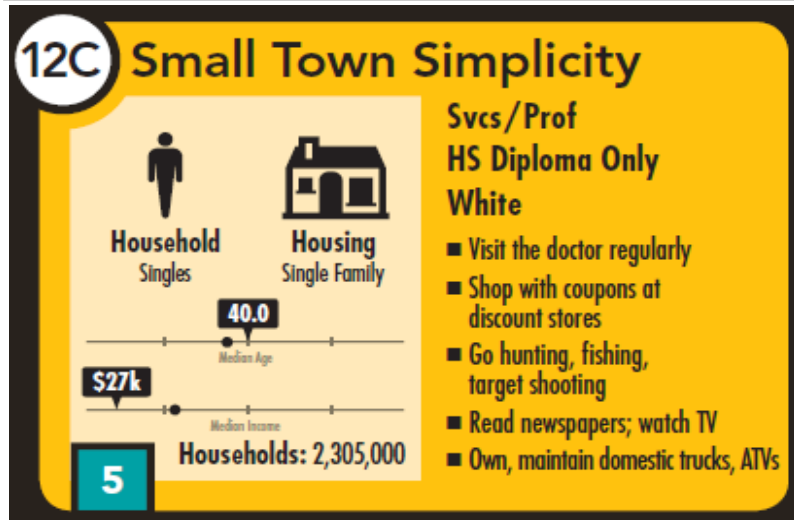 12C Small Town Simplicity
Household
Singles
Housing
Single Family
40.0
Median Age
$27k
Median Income
Households: 2,305,000
5
Svcs/Prof
HS Diploma Only
White
■ Visit the doctor regularly
■ Shop with coupons at
discount stores
■ Go hunting, fishing,
target shooting
■ Read newspapers; watch TV
■ Own, maintain domestic trucks, ATVs